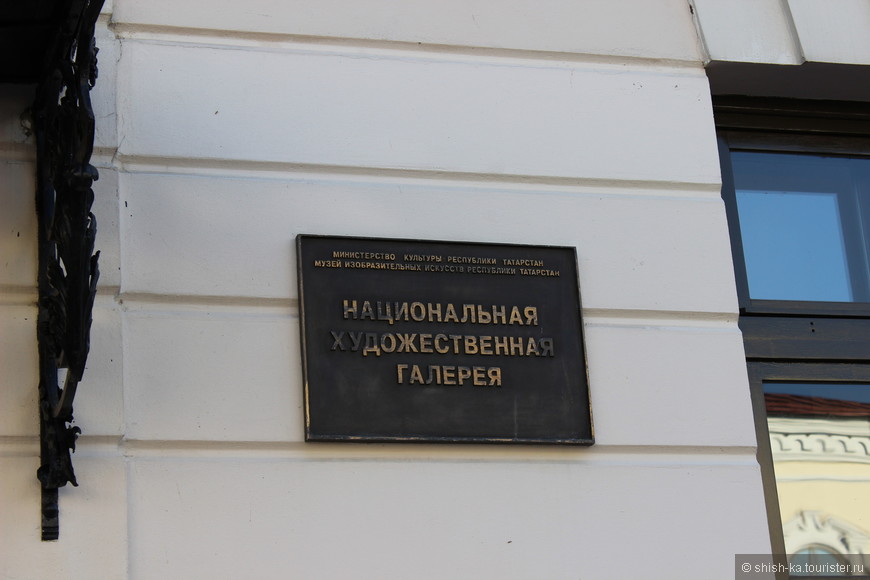 МИНИСТЕРСТВО КУЛЬТУРЫ РЕСПУБЛИКИ ТАТАРСТАН
МУЗЕЙ ИЗОБРАЗИТЕЛЬНЫХ ИСКУССТВ РЕСПУБЛИКИ ТАТАРСТАН
НАЦИОНАЛЬНАЯ
ХУДОЖЕСТВЕННАЯ
ГАЛЕРЕЯ
© shish-ka.tourister.ru